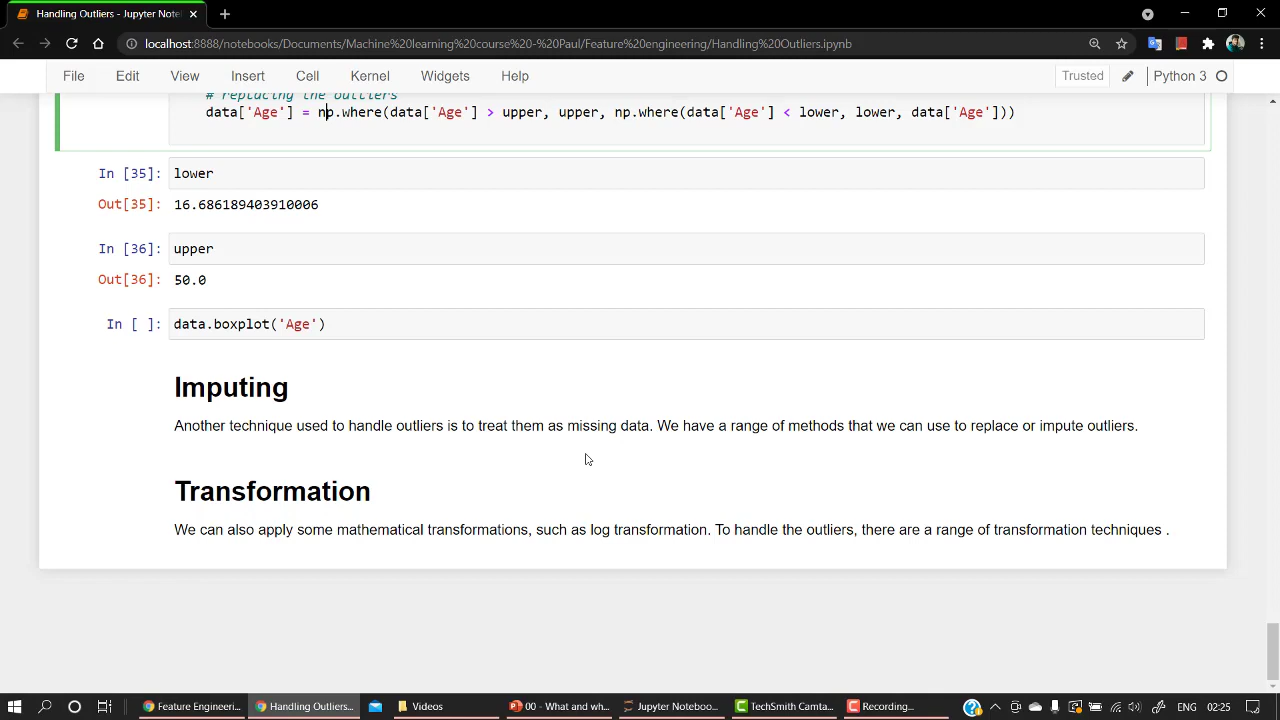 Handling Outliers - Jupyter Note
localhost:8888/notebooks/Documents/Machine%20learning%20course%20-%20Paul/Feature%20engineering/Handling%20Outliers.ipynb
File Edit View Insert Cell Kernel Widgets Help Trusted Python 3
# replacing the outliers
data['Age'] = np.where(data['Age'] > upper, upper, np.where(data['Age'] < lower, lower, data['Age']))
In [35]: lower
Out[35]: 16.686189403910006
In [36]: upper
Out[36]: 50.0
In [ ]: data.boxplot('Age')
Imputing
Another technique used to handle outliers is to treat them as missing data. We have a range of methods that we can use to replace or impute outliers.
Transformation
We can also apply some mathematical transformations, such as log transformation. To handle the outliers, there are a range of transformation techniques .
Feature Engineeri... Handling Outliers... Videos 00 - What and wh... Jupyter Noteboo... TechSmith Camta... Recording... ENG 02:25